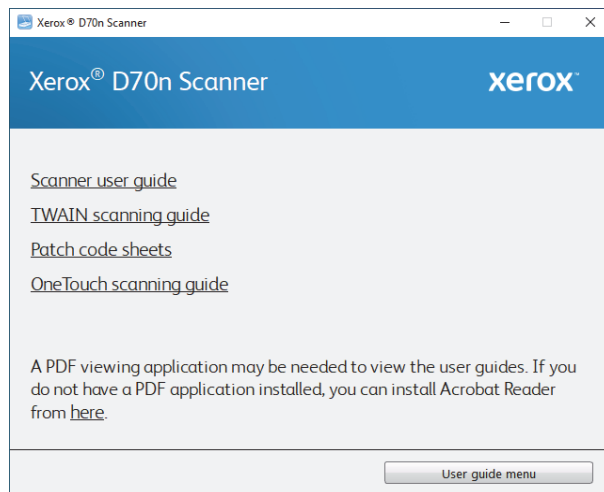 Xerox® D70n Scanner
Xerox® D70n Scanner
xerox™
Scanner user guide
TWAIN scanning guide
Patch code sheets
OneTouch scanning guide
A PDF viewing application may be needed to view the user guides. If you
do not have a PDF application installed, you can install Acrobat Reader
from here.
User guide menu